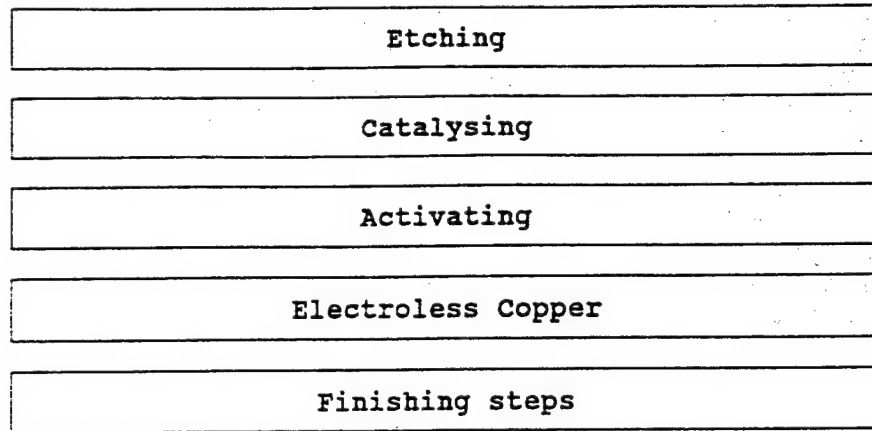 Etching
Catalysing
Activating
Electroless Copper
Finishing steps